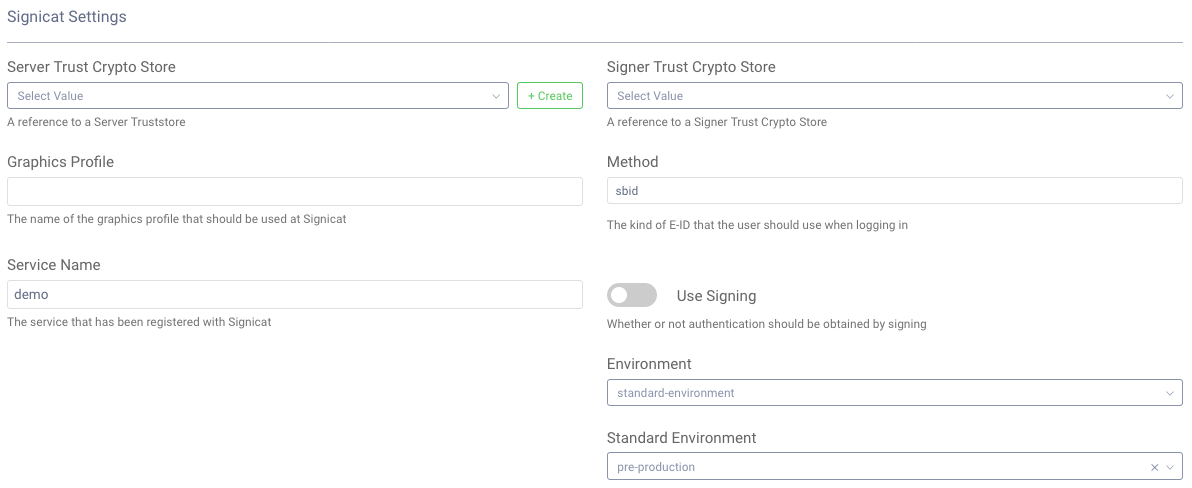 Signicat Settings
Server Trust Crypto Store
Select Value
+ Create
A reference to a Server Truststore
Signer Trust Crypto Store
Select Value
A reference to a Signer Trust Crypto Store
Graphics Profile
The name of the graphics profile that should be used at Signicat
Method
sbid
The kind of E-ID that the user should use when logging in
Service Name
demo
The service that has been registered with Signicat
Use Signing
Whether or not authentication should be obtained by signing
Environment
standard-environment
Standard Environment
pre-production